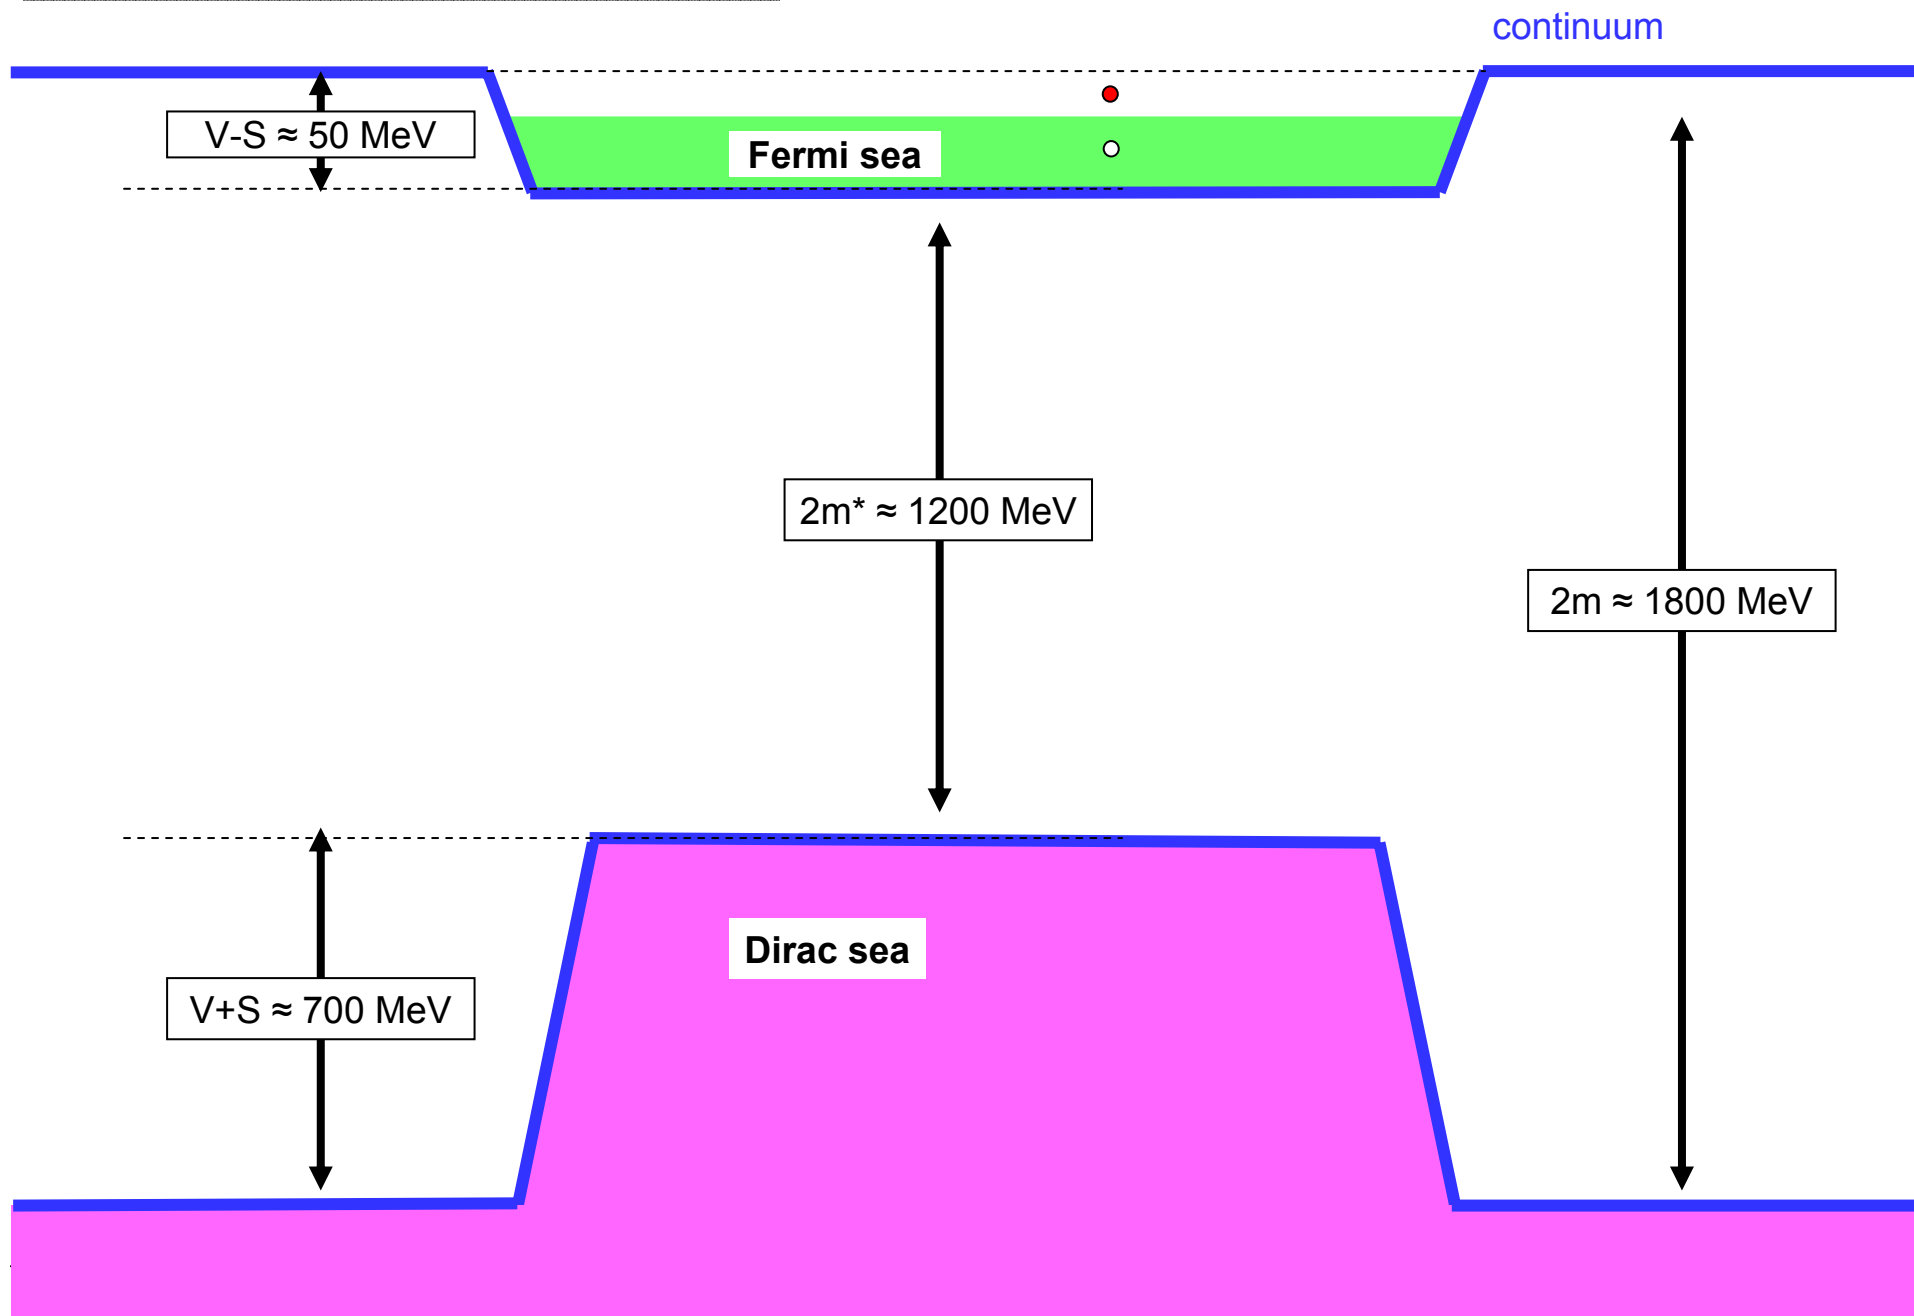 continuum
V-S ≈ 50 MeV
Fermi sea
2m* ≈ 1200 MeV
2m ≈ 1800 MeV
Dirac sea
V+S ≈ 700 MeV